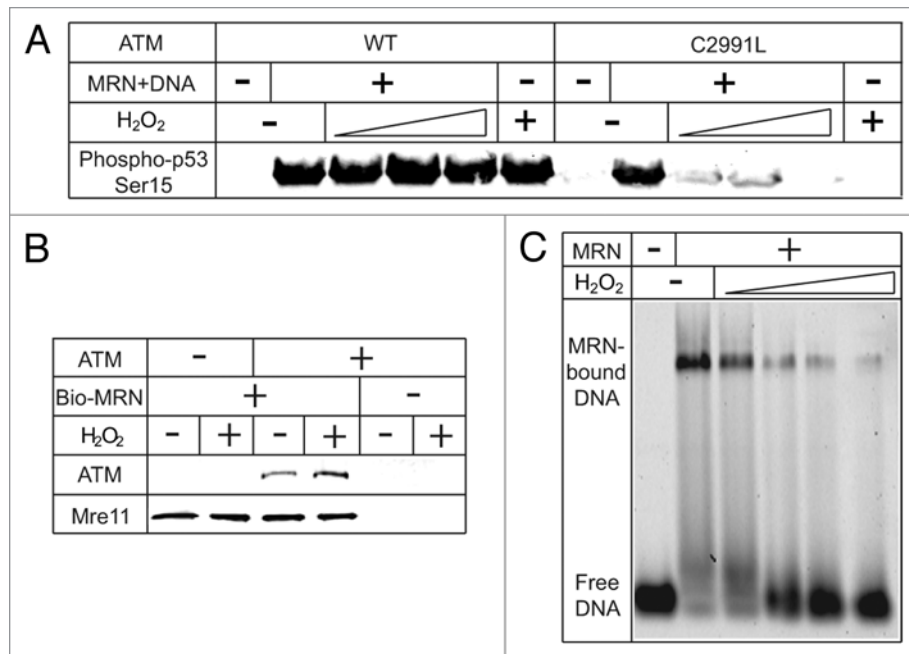 A
ATM WT C2991L
MRN+DNA - + - - + -
H₂O₂ - + - +
Phospho-p53
Ser15
B
ATM - +
Bio-MRN + -
H₂O₂ - + - + - +
ATM
Mre11
C
MRN - +
H₂O₂ -
MRN-
bound
DNA
Free
DNA